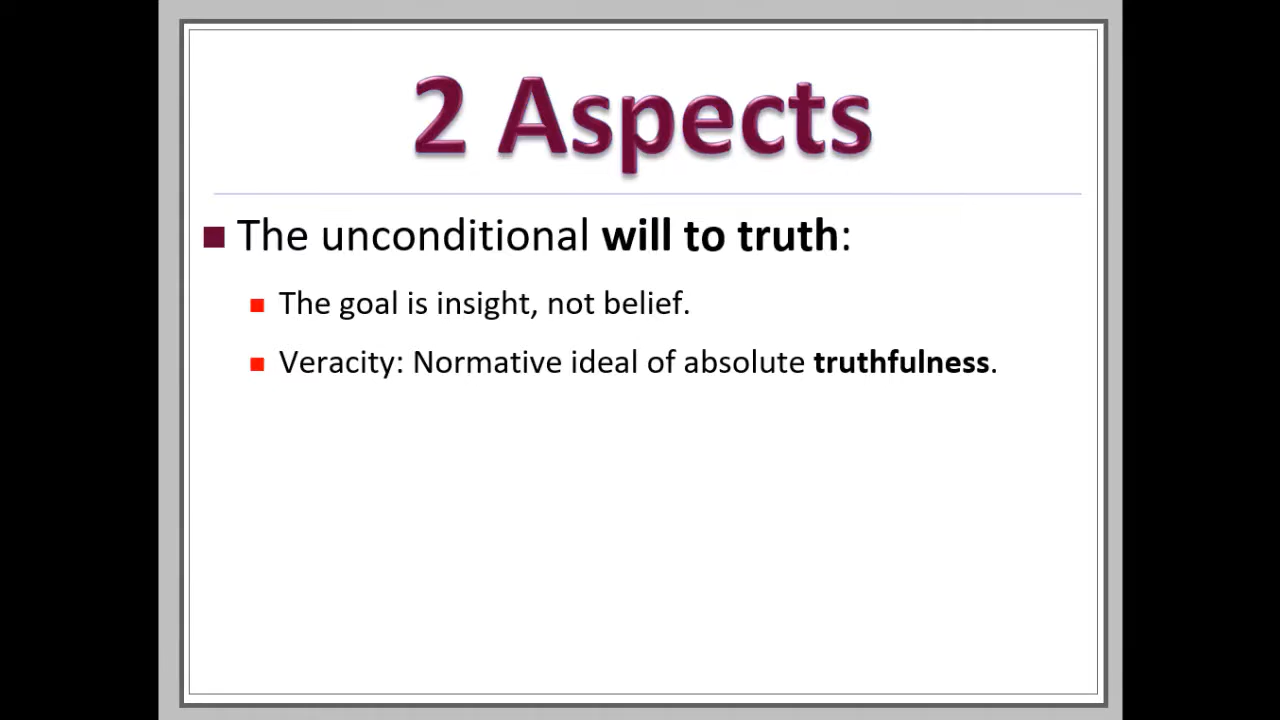 2 Aspects
The unconditional will to truth:
The goal is insight, not belief.
Veracity: Normative ideal of absolute truthfulness.